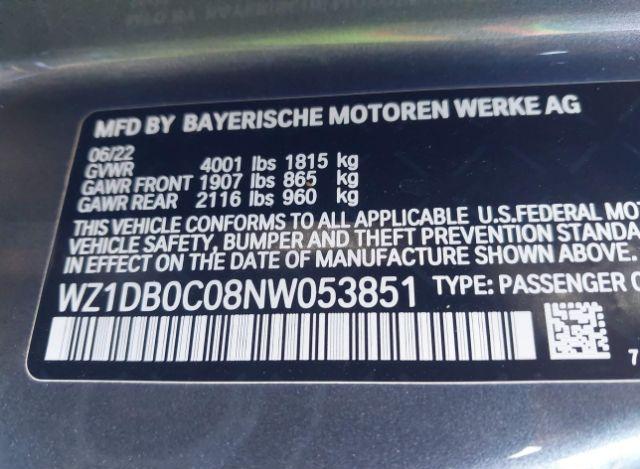 MFD BY BAYERISCHE MOTOREN WERKE AG
06/22
GVWR 4001 lbs 1815 kg
GAWR FRONT 1907 lbs 865 kg
GAWR REAR 2116 lbs 960 kg
THIS VEHICLE CONFORMS TO ALL APPLICABLE U.S.FEDERAL MOT
VEHICLE SAFETY, BUMPER AND THEFT PREVENTION STANDA
IN EFFECT ON THE DATE OF MANUFACTURE SHOWN ABOVE.
WZ1DB0C08NW053851 TYPE: PASSENGER C
7